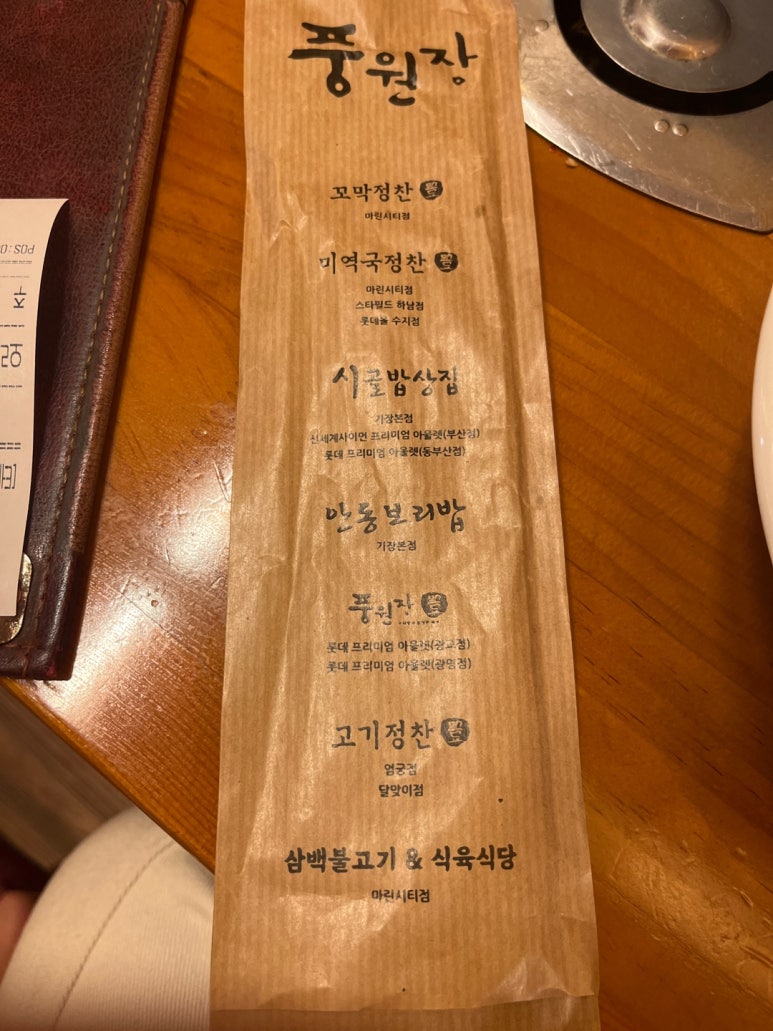 풍원장
꼬막정찬
마린시티점
미역국정찬
마린시티점
스타필드 하남점
롯데몰 수지점
시골밥상집
기장본점
신세계사이먼 프리미엄 아울렛(부산점)
롯데 프리미엄 아울렛(동부산점)
안동보리밥
기장본점
풍원장
롯데 프리미엄 아울렛(광교점)
롯데 프리미엄 아울렛(광명점)
고기정찬
엄궁점
달맞이점
삼백불고기 & 식육식당
마린시티점
POS:0
주